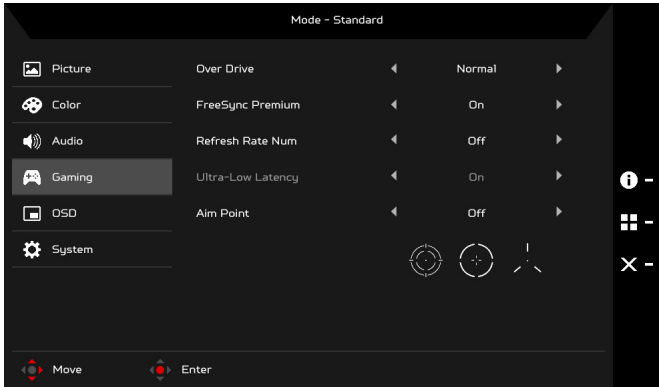 Mode - Standard
Picture
Over Drive Normal
Color
FreeSync Premium On
Audio
Refresh Rate Num Off
Gaming
Ultra-Low Latency On
OSD
Aim Point Off
System
Move Enter